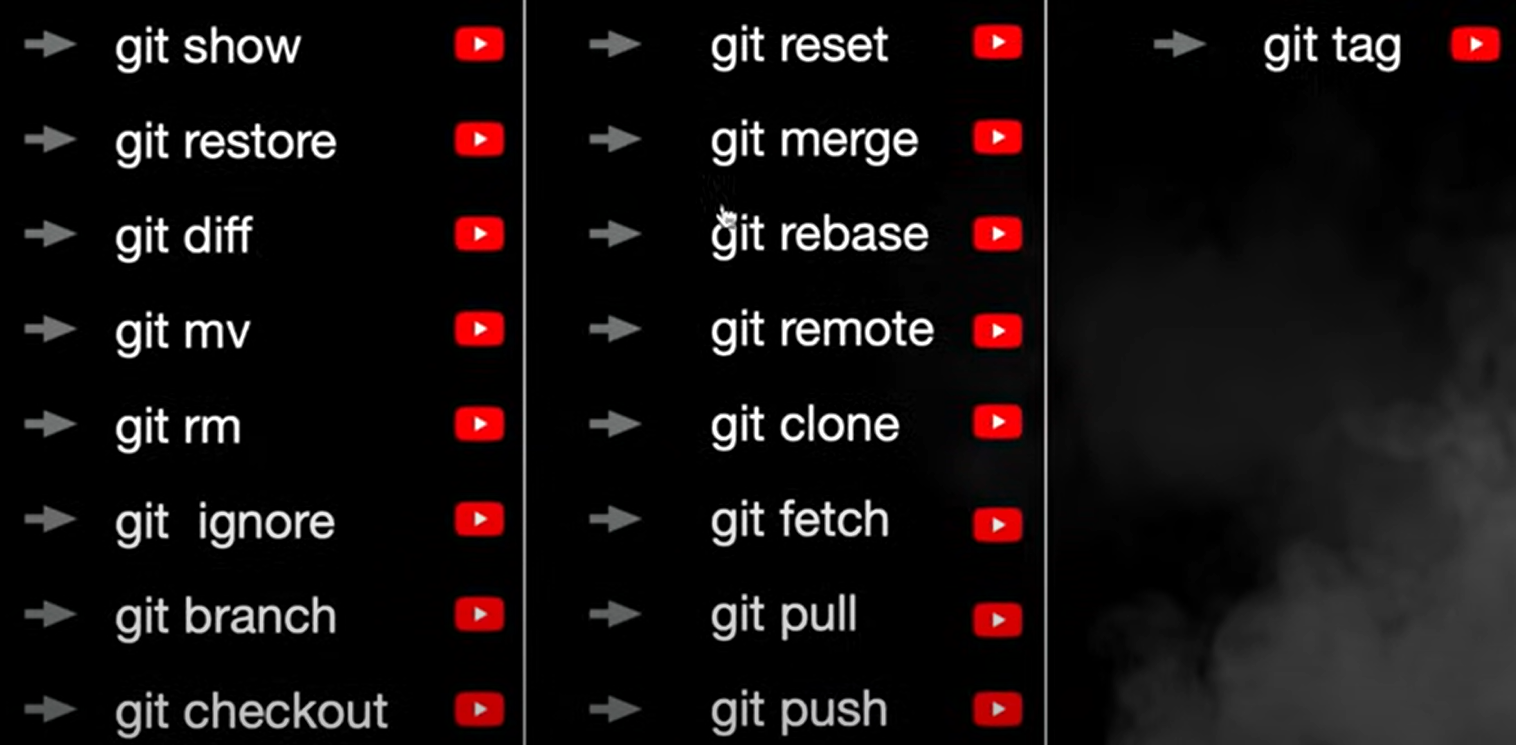 git show
git restore
git diff
git mv
git rm
git ignore
git branch
git checkout
git reset
git merge
git rebase
git remote
git clone
git fetch
git pull
git push
git tag